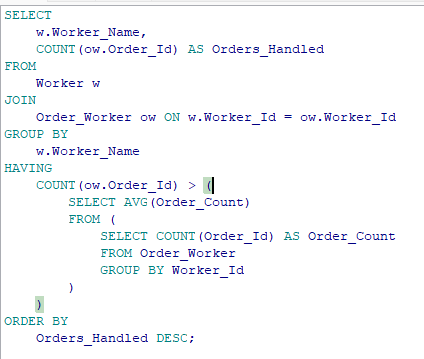 SELECT
    w.Worker_Name,
    COUNT(ow.Order_Id) AS Orders_Handled
FROM
    Worker w
JOIN
    Order_Worker ow ON w.Worker_Id = ow.Worker_Id
GROUP BY
    w.Worker_Name
HAVING
    COUNT(ow.Order_Id) > (
        SELECT AVG(Order_Count)
        FROM (
            SELECT COUNT(Order_Id) AS Order_Count
            FROM Order_Worker
            GROUP BY Worker_Id
        )
    )
ORDER BY
    Orders_Handled DESC;